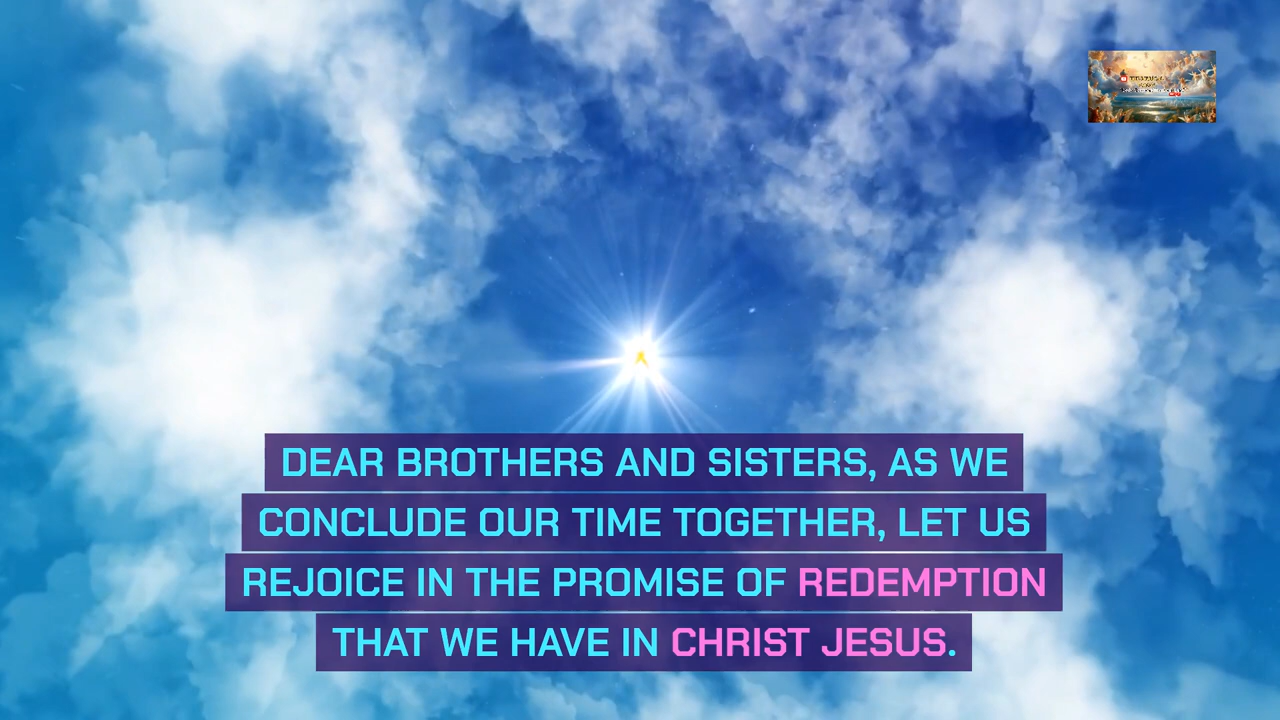 DEAR BROTHERS AND SISTERS, AS WE
CONCLUDE OUR TIME TOGETHER, LET US
REJOICE IN THE PROMISE OF REDEMPTION
THAT WE HAVE IN CHRIST JESUS.